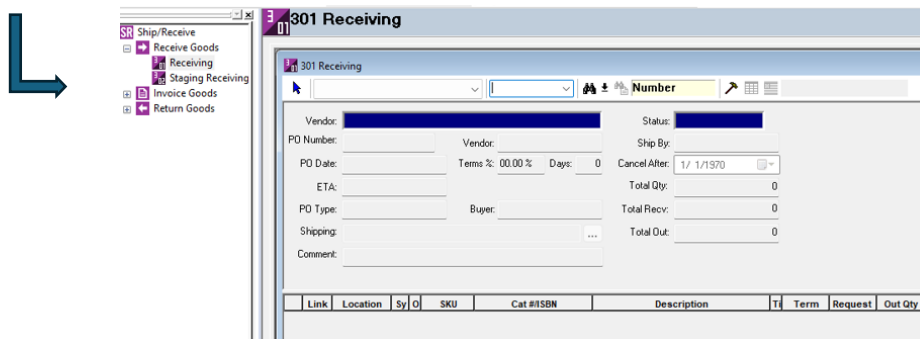 301 Receiving
SR Ship/Receive
Receive Goods
Receiving
Staging Receiving
Invoice Goods
Return Goods
301 Receiving
Number
Vendor: Status:
PO Number: Vendor: Ship By:
PO Date: Terms %: 00.00 % Days: 0 Cancel After: 1/ 1/1970
ETA: Total Qty: 0
PO Type: Buyer: Total Recv: 0
Shipping: ... Total Out: 0
Comment:
Link Location Sy O SKU Cat #/ISBN Description Ti Term Request Out Qty